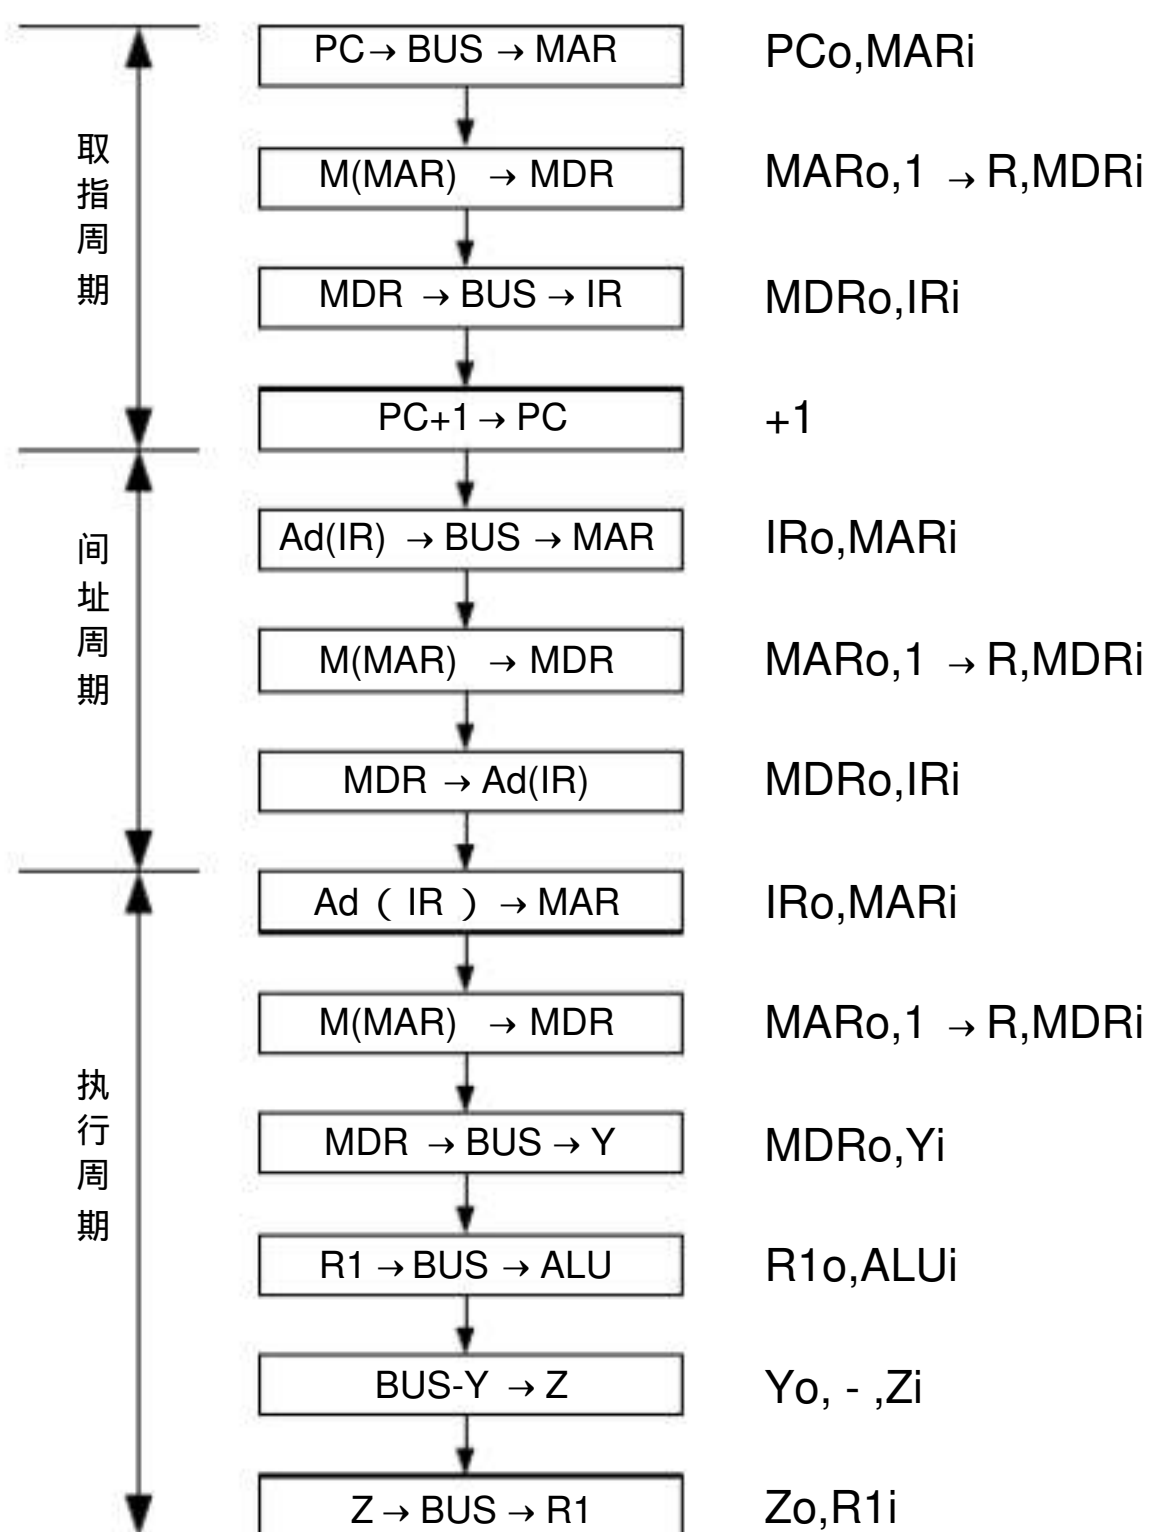 取指周期
PC→ BUS → MAR PCo,MARi
M(MAR) → MDR MARo,1 → R,MDRi
MDR → BUS → IR MDRo,IRi
PC+1 → PC +1
间址周期
Ad(IR) → BUS → MAR IRo,MARi
M(MAR) → MDR MARo,1 → R,MDRi
MDR → Ad(IR) MDRo,IRi
执行周期
Ad（ IR ）→ MAR IRo,MARi
M(MAR) → MDR MARo,1 → R,MDRi
MDR → BUS → Y MDRo,Yi
R1 → BUS → ALU R1o,ALUi
BUS-Y → Z Yo, - ,Zi
Z → BUS → R1 Zo,R1i